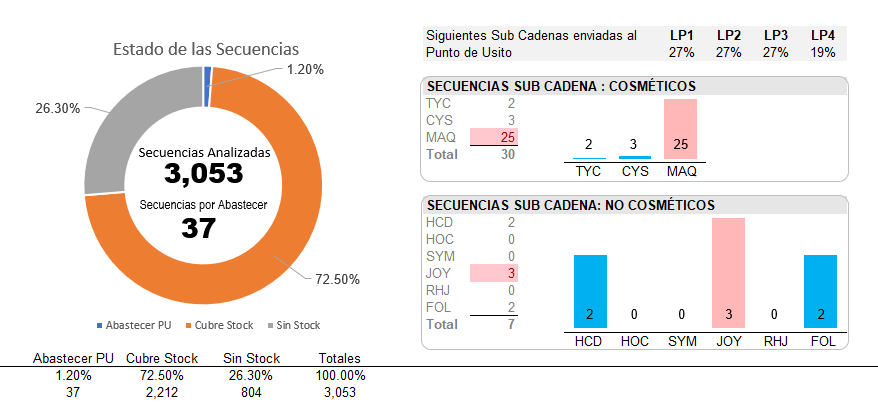 Estado de las Secuencias
1.20%
26.30%
Secuencias Analizadas
3,053
Secuencias por Abastecer
37
72.50%
Abastecer PU Cubre Stock Sin Stock
Abastecer PU Cubre Stock Sin Stock Totales
1.20% 72.50% 26.30% 100.00%
37 2,212 804 3,053
Siguientes Sub Cadenas enviadas al LP1 LP2 LP3 LP4
Punto de Usito 27% 27% 27% 19%
SECUENCIAS SUB CADENA : COSMÉTICOS
TYC 2
CYS 3
MAQ 25
Total 30
2 3 25
TYC CYS MAQ
SECUENCIAS SUB CADENA: NO COSMÉTICOS
HCD 2
HOC 0
SYM 0
JOY 3
RHJ 0
FOL 2
Total 7
2 0 0 3 0 2
HCD HOC SYM JOY RHJ FOL